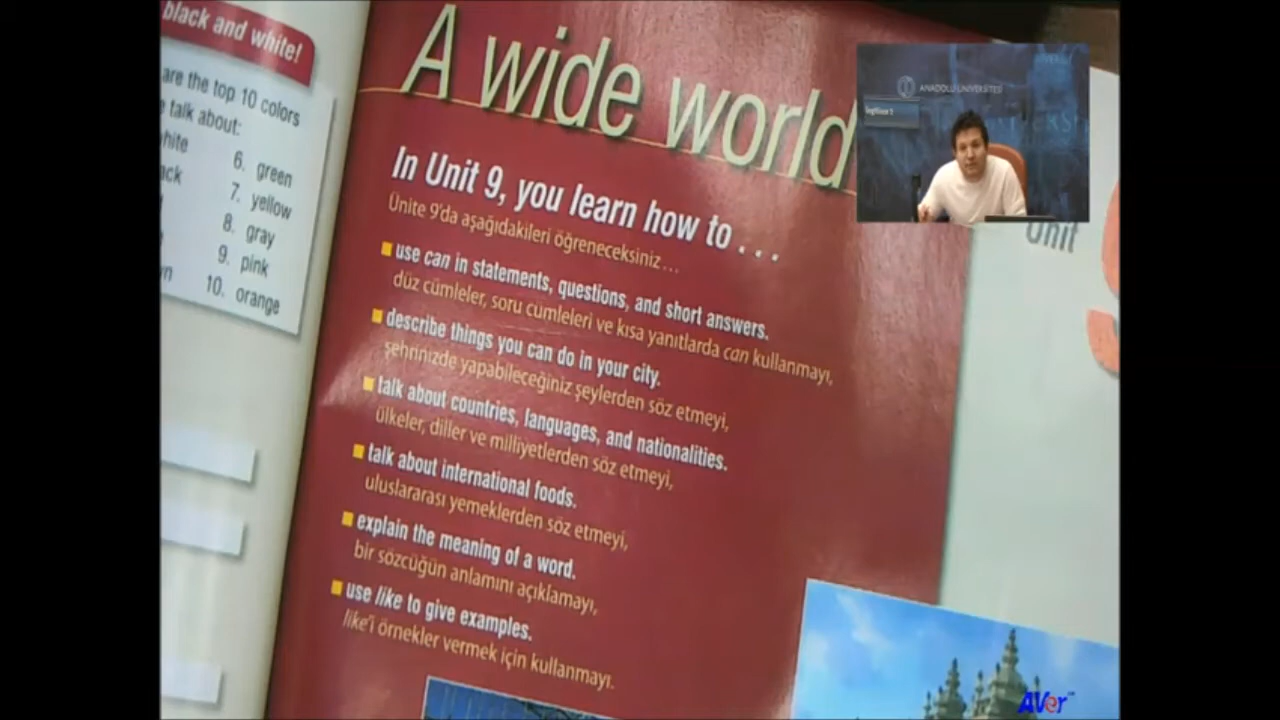 black and white!
are the top 10 colors
talk about:
6. green
7. yellow
8. gray
9. pink
10. orange
A wide world
In Unit 9, you learn how to . . .
Ünite 9'da aşağıdakileri öğreneceksiniz...
use can in statements, questions, and short answers.
düz cümleler, soru cümleleri ve kısa yanıtlarda can kullanmayı,
describe things you can do in your city.
şehrinizde yapabileceğiniz şeylerden söz etmeyi,
talk about countries, languages, and nationalities.
ülkeler, diller ve milliyetlerden söz etmeyi,
talk about international foods.
uluslararası yemeklerden söz etmeyi,
explain the meaning of a word.
bir sözcüğün anlamını açıklamayı,
use like to give examples.
like'i örnekler vermek için kullanmayı.
ANADOLU ÜNİVERSİTESİ
Unit
AVer